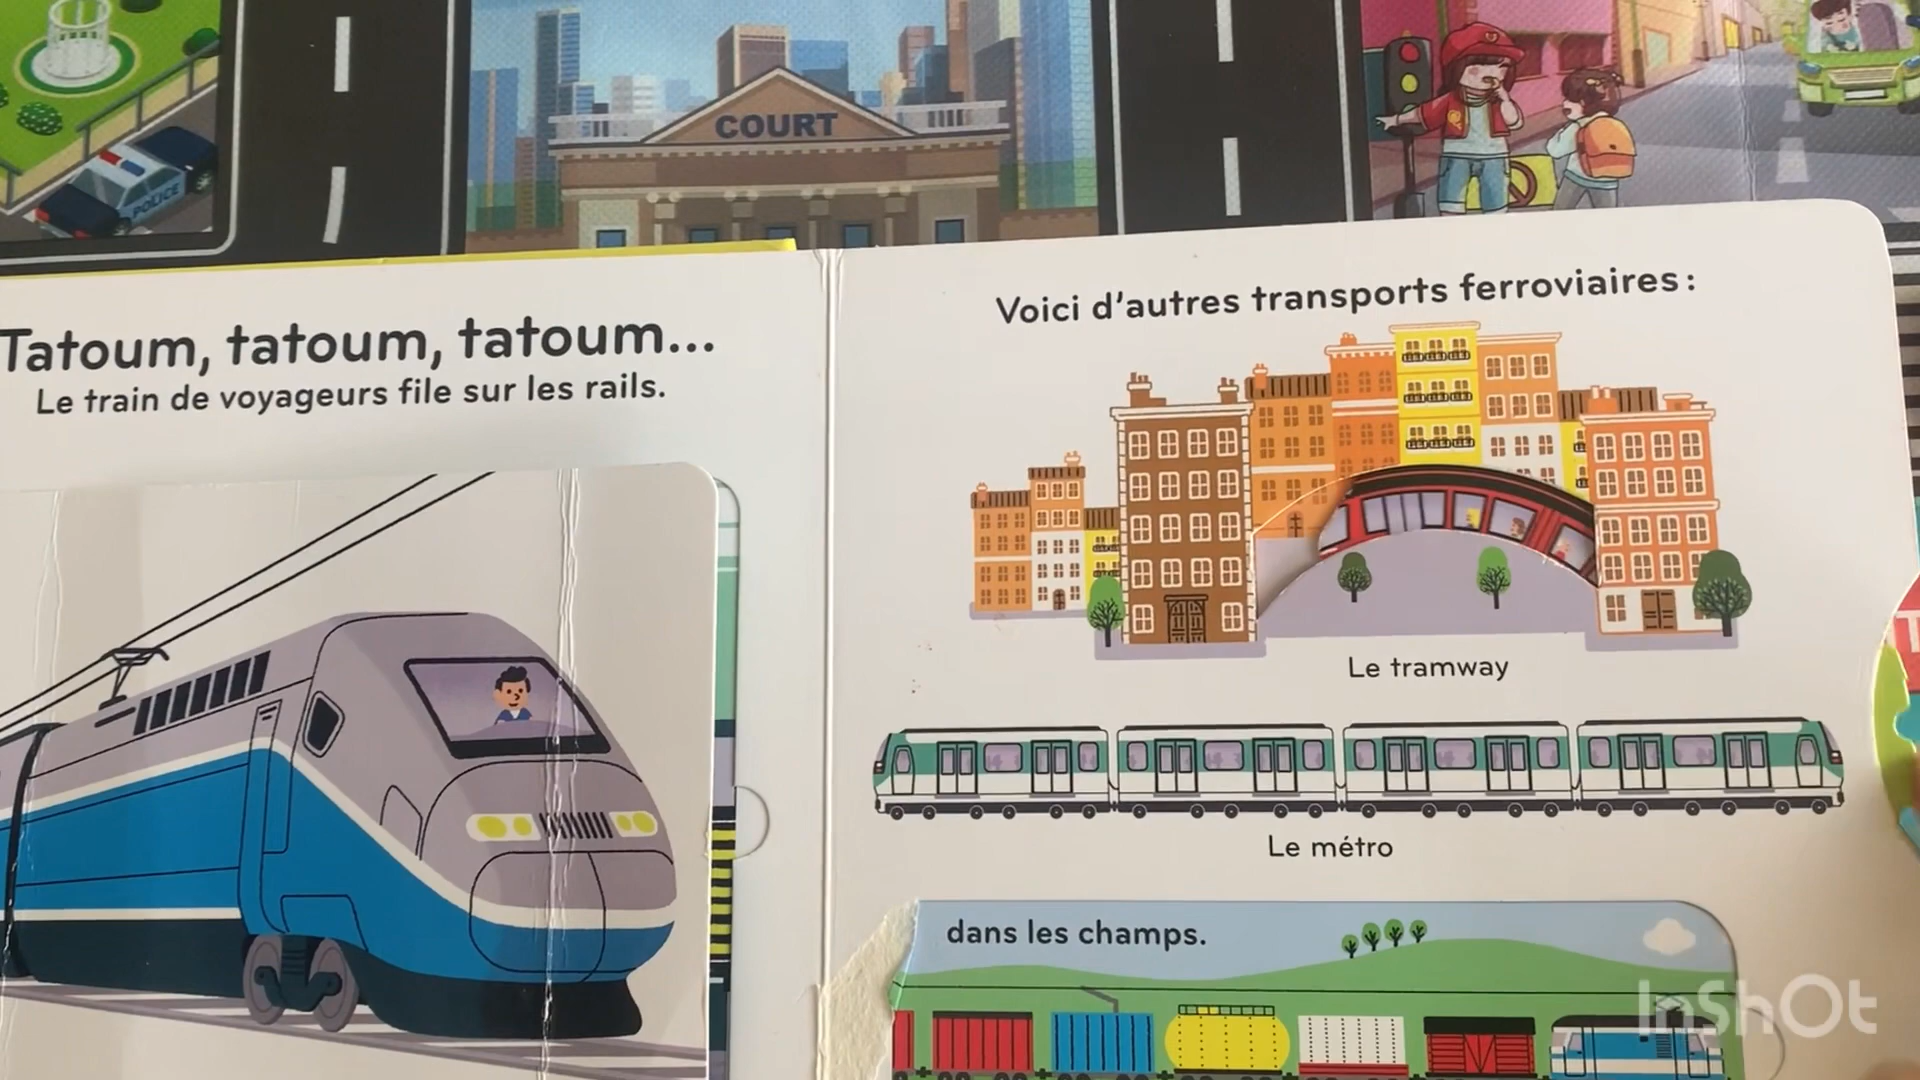 COURT
POLICE
Tatoum, tatoum, tatoum...
Le train de voyageurs file sur les rails.
Voici d'autres transports ferroviaires :
Le tramway
Le métro
dans les champs.
InShOt